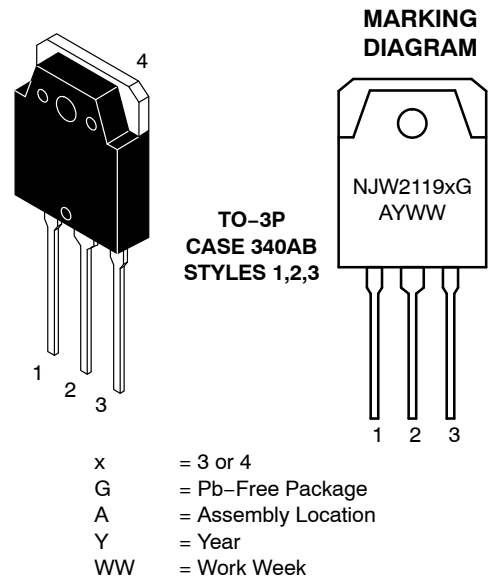 MARKING
DIAGRAM
4
NJW2119xG
AYWW
TO−3P
CASE 340AB
STYLES 1,2,3
1
2
3
1 2 3
x = 3 or 4
G = Pb−Free Package
A = Assembly Location
Y = Year
WW = Work Week